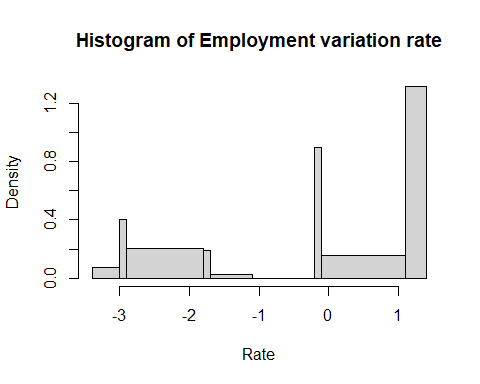 Histogram of Employment variation rate
Density
1.2
0.8
0.4
0.0
-3 -2 -1 0 1
Rate